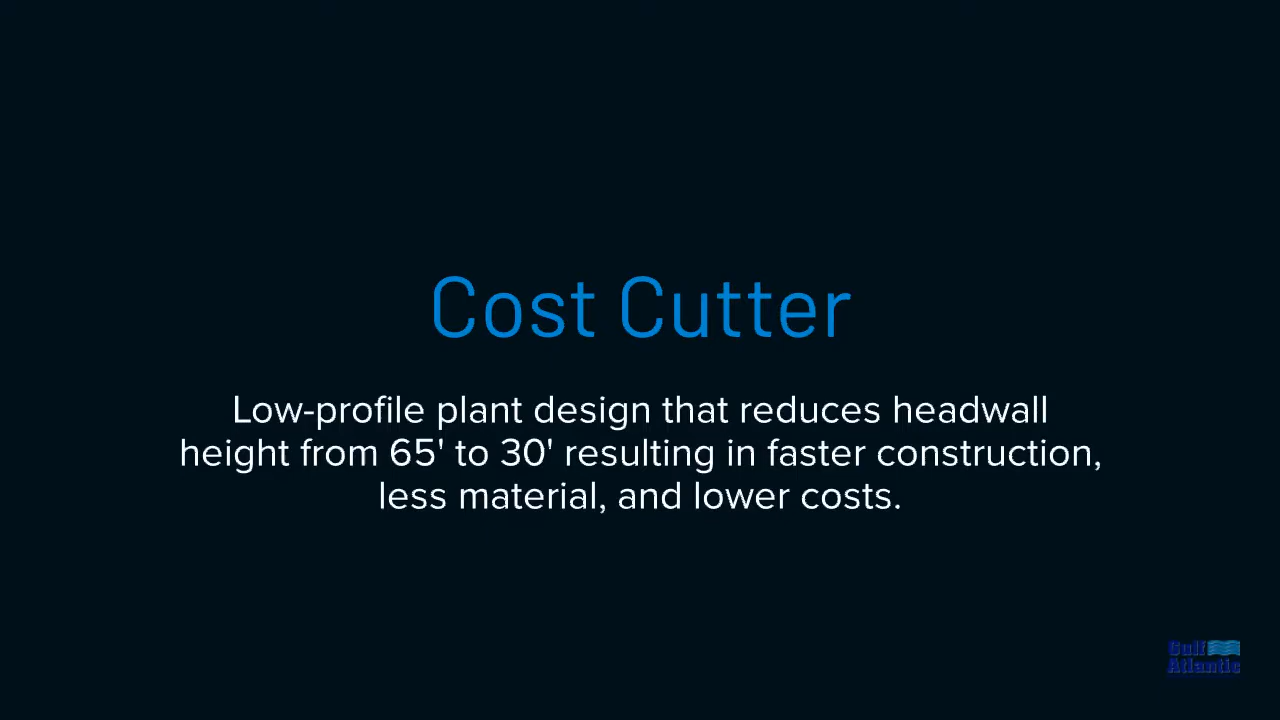 Cost Cutter
Low-profile plant design that reduces headwall
height from 65' to 30' resulting in faster construction,
less material, and lower costs.
Gulf
Atlantic